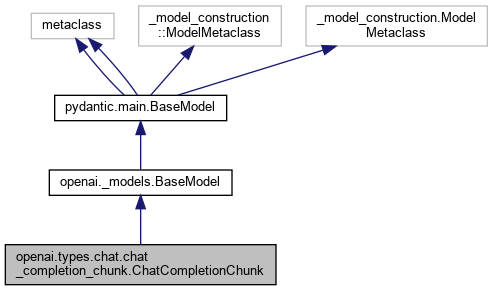 metaclass
_model_construction
::ModelMetaclass
_model_construction.Model
Metaclass
pydantic.main.BaseModel
openai._models.BaseModel
openai.types.chat.chat
_completion_chunk.ChatCompletionChunk